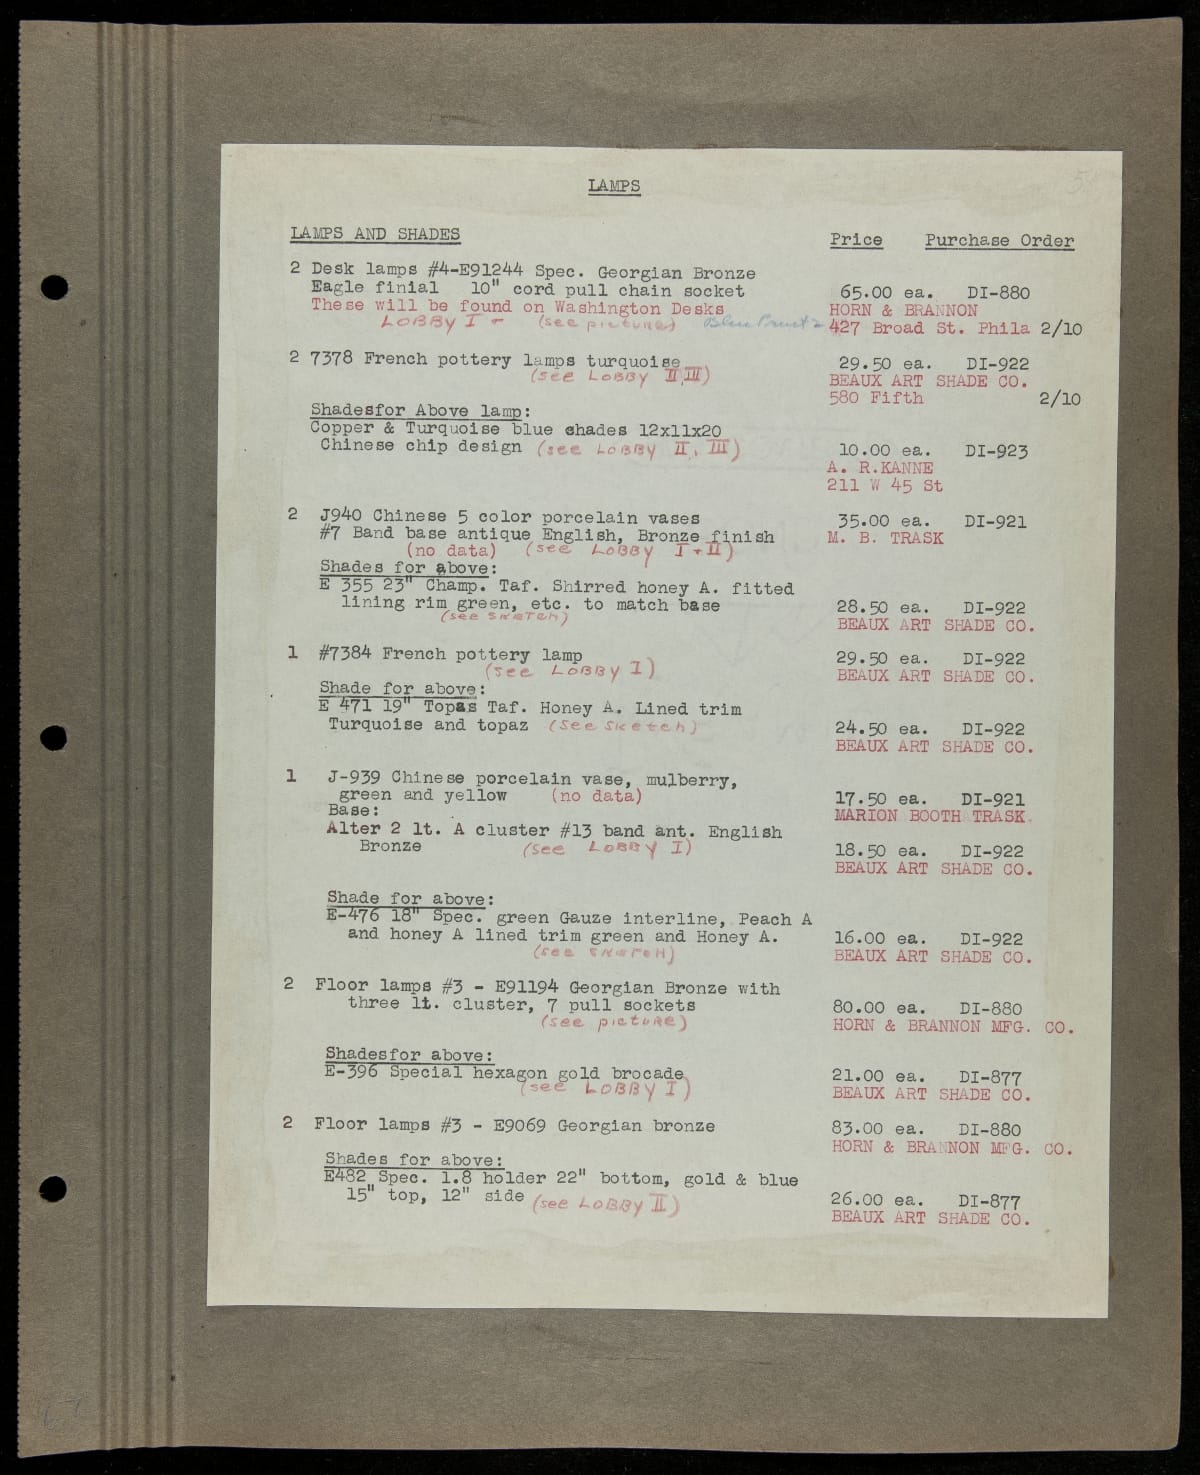 LAMPS
LAMPS AND SHADES
Price Purchase Order
2 Desk lamps #4-E91244 Spec. Georgian Bronze
Eagle finial 10" cord pull chain socket 65.00 ea. DI-880
These will be found on Washington Desks HORN & BRANNON
LOBBY I - (see picture) 427 Broad St. Phila 2/10
2 7378 French pottery lamps turquoise 29.50 ea. DI-922
(see LOBBY II, III) BEAUX ART SHADE CO.
580 Fifth 2/10
Shadesfor Above lamp:
Copper & Turquoise blue shades 12x11x20
Chinese chip design (see LOBBY II, III) 10.00 ea. DI-923
A. R.KANNE
211 W 45 St
2 J940 Chinese 5 color porcelain vases 35.00 ea. DI-921
#7 Band base antique English, Bronze finish M. B. TRASK
(no data) (see LOBBY I + II)
Shades for above:
E 355 23" Champ. Taf. Shirred honey A. fitted
lining rim green, etc. to match base 28.50 ea. DI-922
(see SKETCH) BEAUX ART SHADE CO.
1 #7384 French pottery lamp 29.50 ea. DI-922
(see LOBBY I) BEAUX ART SHADE CO.
Shade for above:
E 471 19" Topas Taf. Honey A. Lined trim
Turquoise and topaz (See Sketch) 24.50 ea. DI-922
BEAUX ART SHADE CO.
1 J-939 Chinese porcelain vase, mulberry,
green and yellow (no data) 17.50 ea. DI-921
Base: MARION BOOTH TRASK.
Alter 2 lt. A cluster #13 band ant. English
Bronze (see LOBBY I) 18.50 ea. DI-922
BEAUX ART SHADE CO.
Shade for above:
E-476 18" Spec. green Gauze interline, Peach A
and honey A lined trim green and Honey A. 16.00 ea. DI-922
(see SKETCH) BEAUX ART SHADE CO.
2 Floor lamps #3 - E91194 Georgian Bronze with
three lt. cluster, 7 pull sockets 80.00 ea. DI-880
(see picture) HORN & BRANNON MFG. CO.
Shadesfor above:
E-396 Special hexagon gold brocade 21.00 ea. DI-877
(see LOBBY I) BEAUX ART SHADE CO.
2 Floor lamps #3 - E9069 Georgian bronze 83.00 ea. DI-880
HORN & BRANNON MFG. CO.
Shades for above:
E482 Spec. 1.8 holder 22" bottom, gold & blue
15" top, 12" side (see LOBBY II) 26.00 ea. DI-877
BEAUX ART SHADE CO.